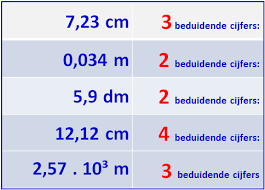 7,23 cm 3 beduidende cijfers:
0,034 m 2 beduidende cijfers:
5,9 dm 2 beduidende cijfers:
12,12 cm 4 beduidende cijfers:
2,57 . 10³ m 3 beduidende cijfers